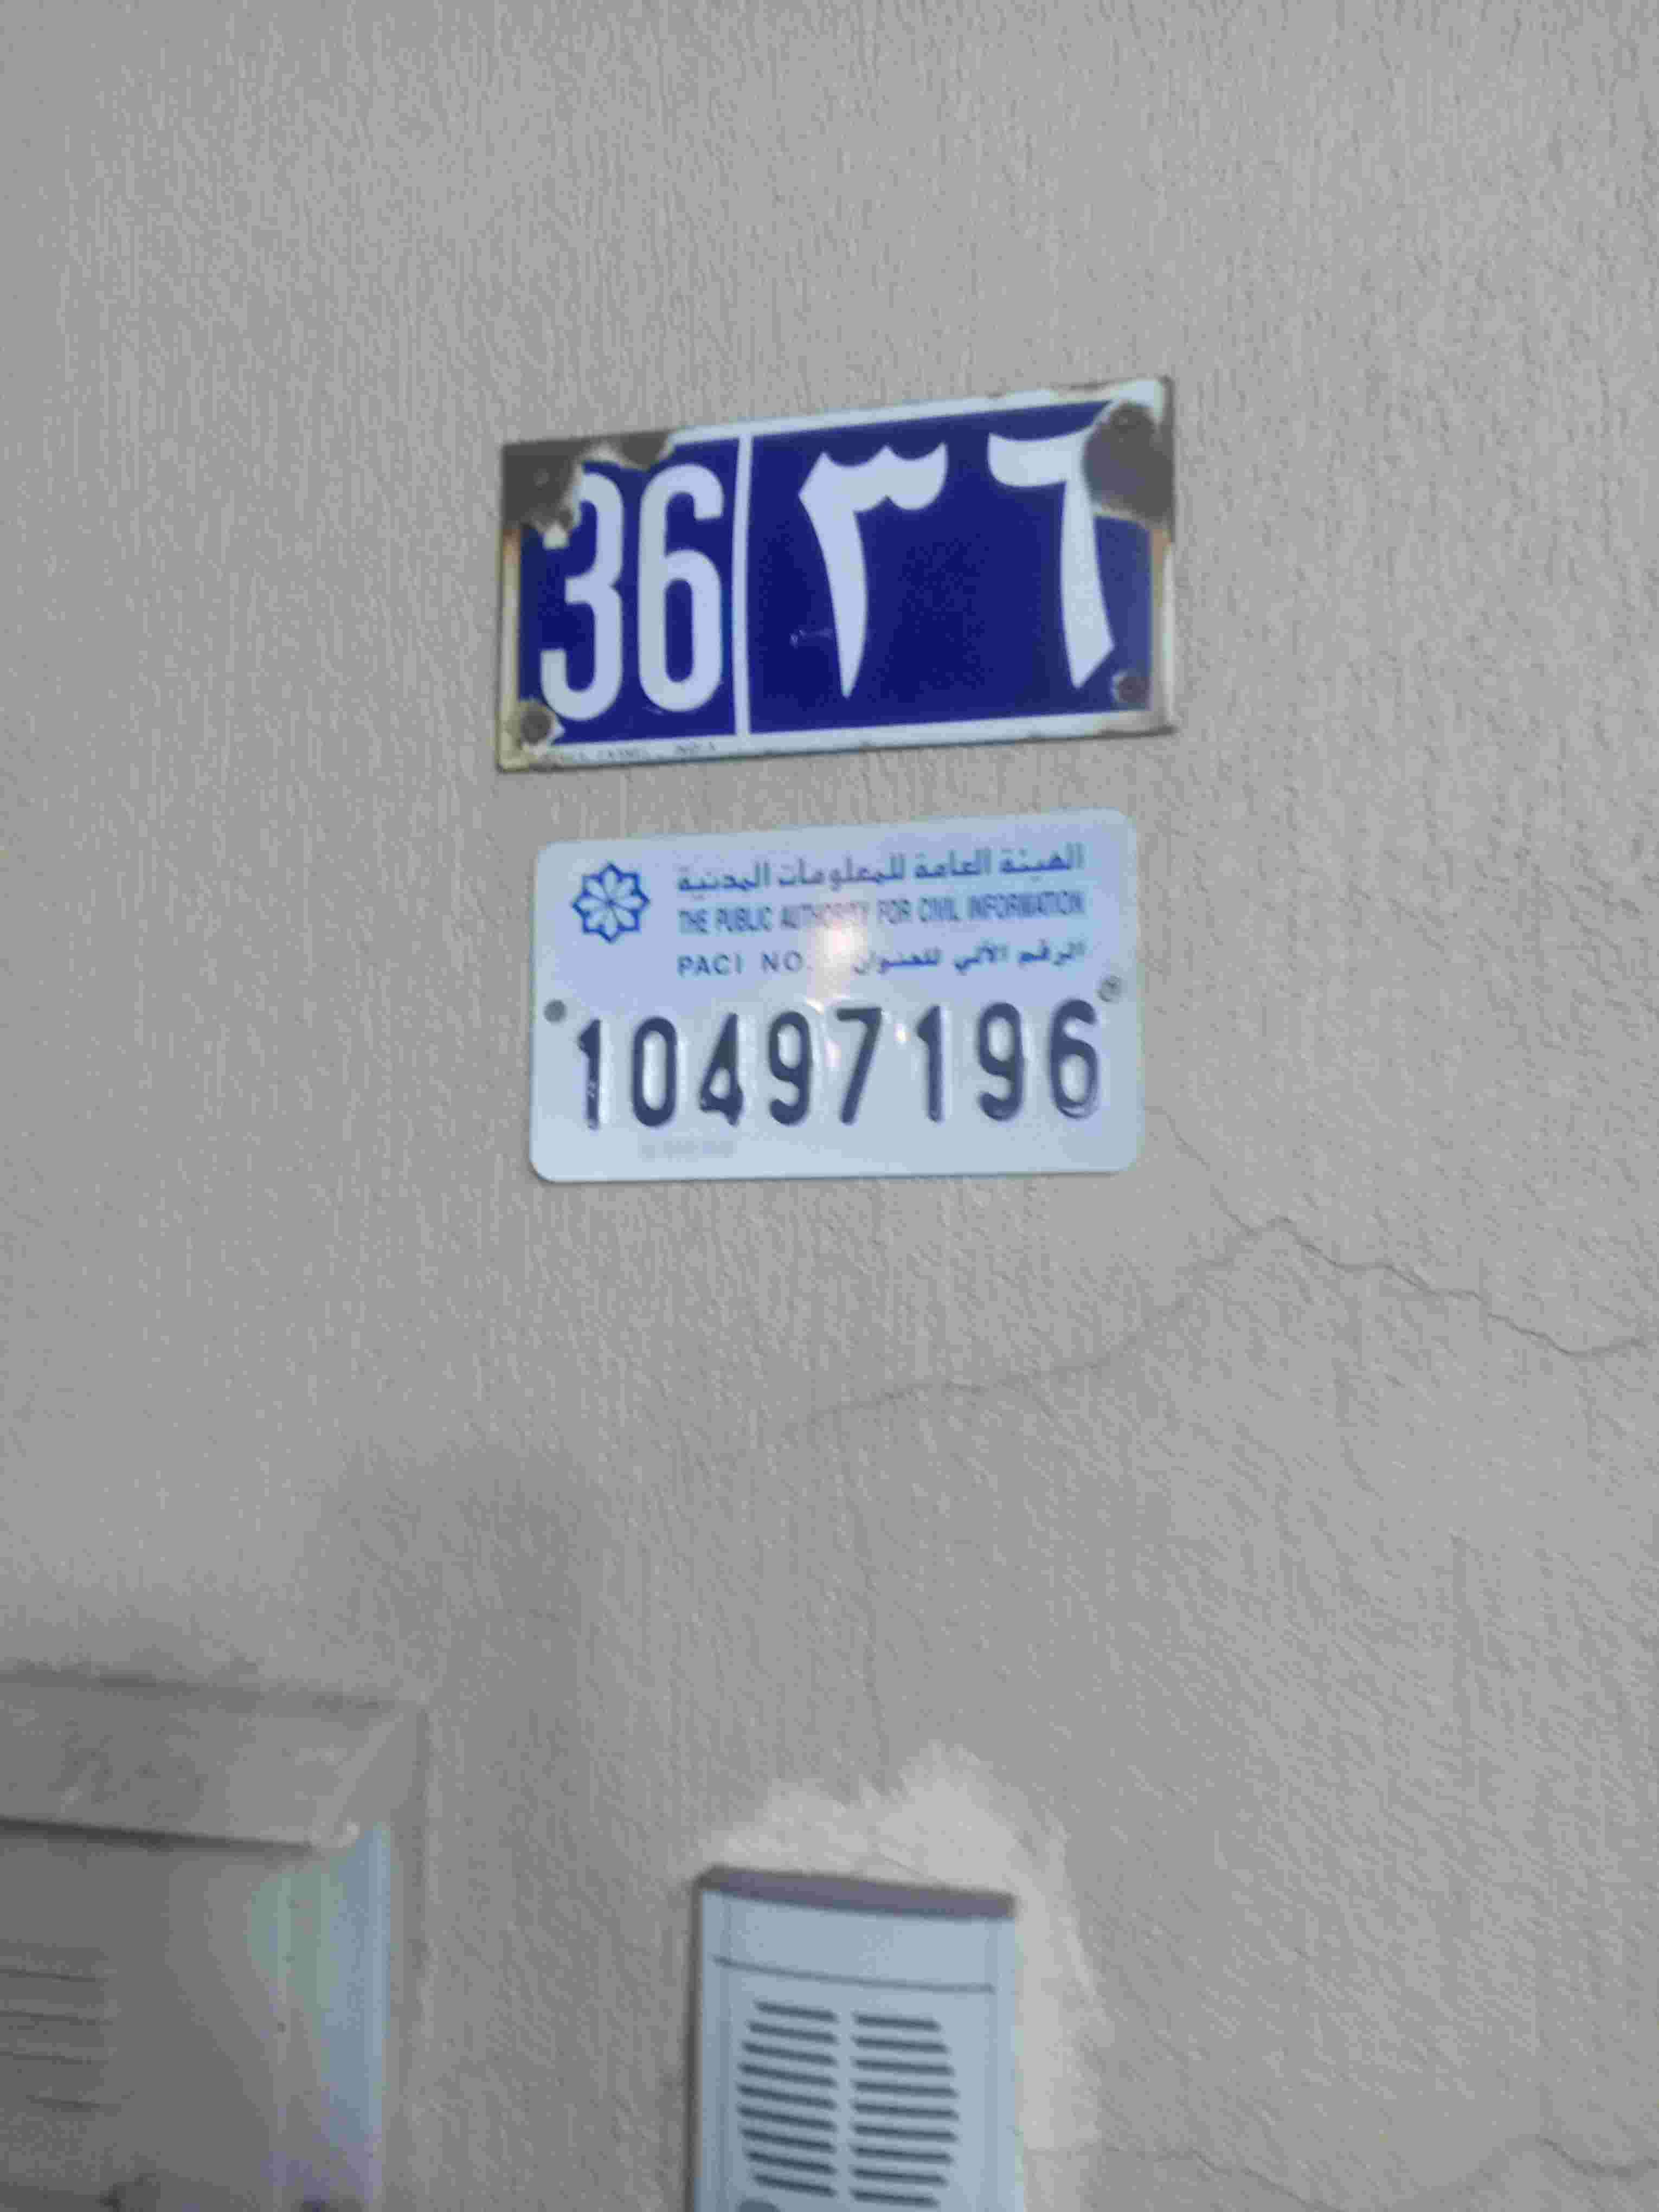 36 ٣٦
الهيئة العامة للمعلومات المدنية
THE PUBLIC AUTHORITY FOR CIVIL INFORMATION
PACI NO. الرقم الآلي للعنوان
10497196